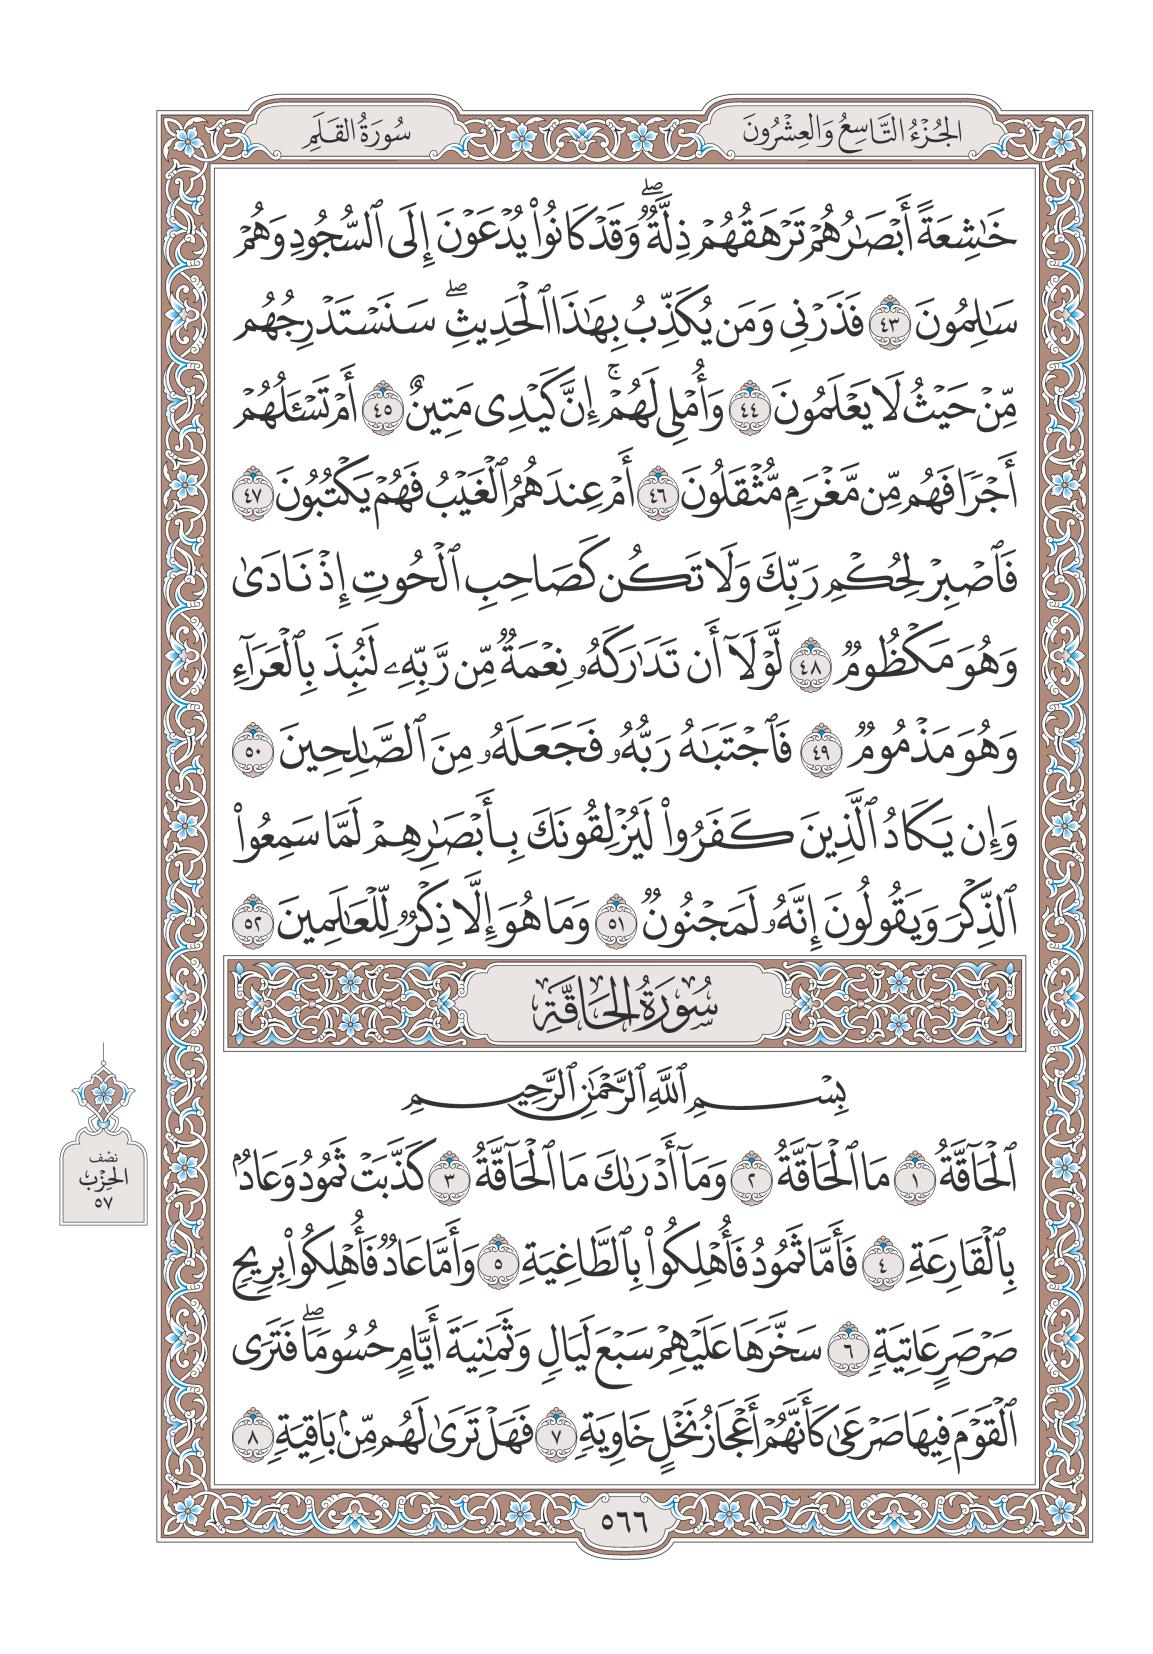 الجُزْءُ التَّاسِعُ وَالعِشْرُونَ
سُورَةُ القَلَمِ
خَٰشِعَةً أَبْصَٰرُهُمْ تَرْهَقُهُمْ ذِلَّةٌۖ وَقَدْ كَانُوا۟ يُدْعَوْنَ إِلَى ٱلسُّجُودِ وَهُمْ
سَٰلِمُونَ ٤٣ فَذَرْنِى وَمَن يُكَذِّبُ بِهَٰذَا ٱلْحَدِيثِۖ سَنَسْتَدْرِجُهُم
مِّنْ حَيْثُ لَا يَعْلَمُونَ ٤٤ وَأُمْلِى لَهُمْۚ إِنَّ كَيْدِى مَتِينٌ ٤٥ أَمْ تَسْـَٔلُهُمْ
أَجْرًا فَهُم مِّن مَّغْرَمٍ مُّثْقَلُونَ ٤٦ أَمْ عِندَهُمُ ٱلْغَيْبُ فَهُمْ يَكْتُبُونَ ٤٧
فَٱصْبِرْ لِحُكْمِ رَبِّكَ وَلَا تَكُن كَصَاحِبِ ٱلْحُوتِ إِذْ نَادَىٰ
وَهُوَ مَكْظُومٌ ٤٨ لَّوْلَآ أَن تَدَٰرَكَهُۥ نِعْمَةٌ مِّن رَّبِّهِۦ لَنُبِذَ بِٱلْعَرَآءِ
وَهُوَ مَذْمُومٌ ٤٩ فَٱجْتَبَٰهُ رَبُّهُۥ فَجَعَلَهُۥ مِنَ ٱلصَّٰلِحِينَ ٥٠
وَإِن يَكَادُ ٱلَّذِينَ كَفَرُوا۟ لَيُزْلِقُونَكَ بِأَبْصَٰرِهِمْ لَمَّا سَمِعُوا۟
ٱلذِّكْرَ وَيَقُولُونَ إِنَّهُۥ لَمَجْنُونٌ ٥١ وَمَا هُوَ إِلَّا ذِكْرٌ لِّلْعَٰلَمِينَ ٥٢
سُورَةُ الحَاقَّةِ
بِسْمِ ٱللَّهِ ٱلرَّحْمَٰنِ ٱلرَّحِيمِ
ٱلْحَآقَّةُ ١ مَا ٱلْحَآقَّةُ ٢ وَمَآ أَدْرَىٰكَ مَا ٱلْحَآقَّةُ ٣ كَذَّبَتْ ثَمُودُ وَعَادٌۢ
بِٱلْقَارِعَةِ ٤ فَأَمَّا ثَمُودُ فَأُهْلِكُوا۟ بِٱلطَّاغِيَةِ ٥ وَأَمَّا عَادٌ فَأُهْلِكُوا۟ بِرِيحٍ
صَرْصَرٍ عَاتِيَةٍ ٦ سَخَّرَهَا عَلَيْهِمْ سَبْعَ لَيَالٍ وَثَمَٰنِيَةَ أَيَّامٍ حُسُومًاۖ فَتَرَى
ٱلْقَوْمَ فِيهَا صَرْعَىٰ كَأَنَّهُمْ أَعْجَازُ نَخْلٍ خَاوِيَةٍ ٧ فَهَلْ تَرَىٰ لَهُم مِّنۢ بَاقِيَةٍ ٨
نصْف
الحِزْب
٥٧
٥٦٦